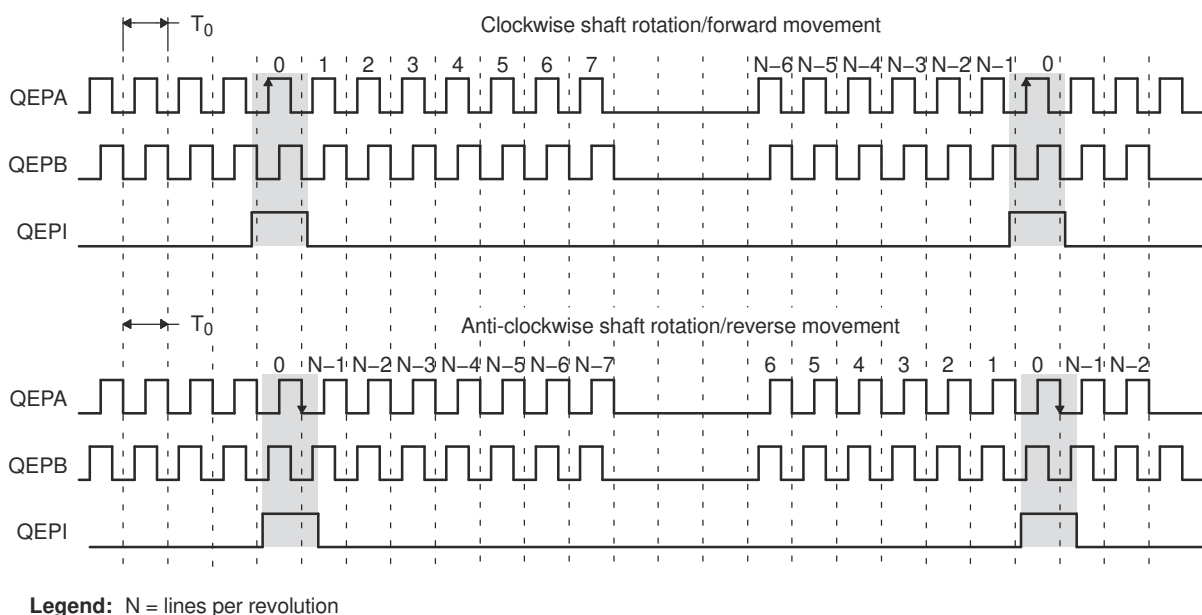 T0 Clockwise shaft rotation/forward movement
0 1 2 3 4 5 6 7 N–6 N–5 N–4 N–3 N–2 N–1 0
QEPA
QEPB
QEPI
T0 Anti-clockwise shaft rotation/reverse movement
0 N–1 N–2 N–3 N–4 N–5 N–6 N–7 6 5 4 3 2 1 0 N–1 N–2
QEPA
QEPB
QEPI
Legend: N = lines per revolution